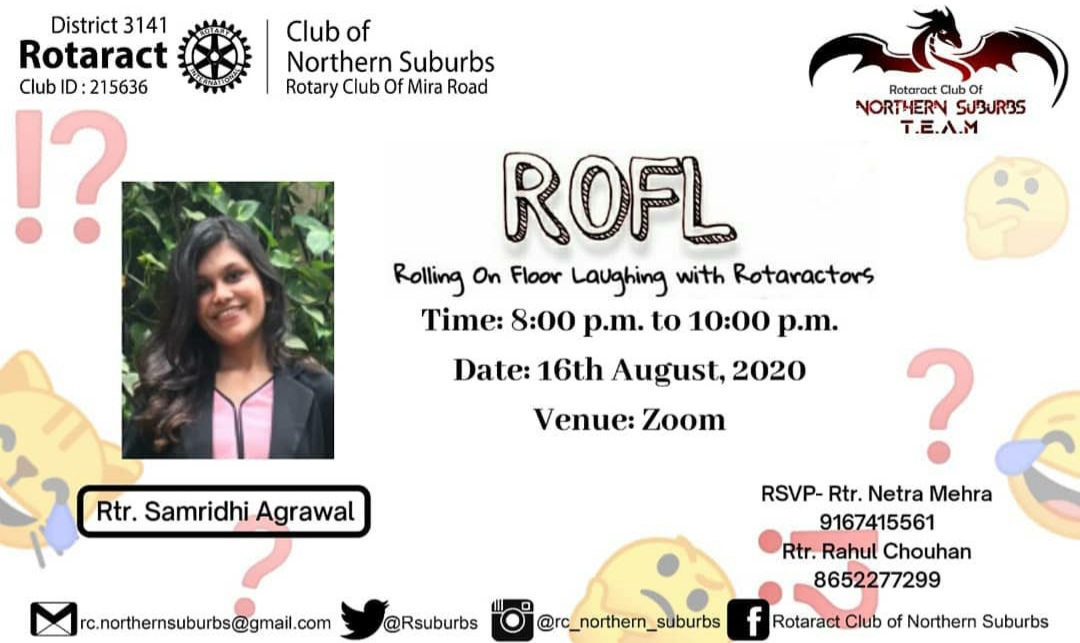 District 3141
Rotaract
Club ID : 215636
ROTARY
INTERNATIONAL
Club of
Northern Suburbs
Rotary Club Of Mira Road
Rotaract Club Of
NORTHERN SUBURBS
T.E.A.M
!?
ROFL
Rolling On Floor Laughing with Rotaractors
Time: 8:00 p.m. to 10:00 p.m.
Date: 16th August, 2020
Venue: Zoom
?
Rtr. Samridhi Agrawal
?
RSVP- Rtr. Netra Mehra
9167415561
Rtr. Rahul Chouhan
8652277299
!?
rc.northernsuburbs@gmail.com
@Rsuburbs
@rc_northern_suburbs
f
Rotaract Club of Northern Suburbs